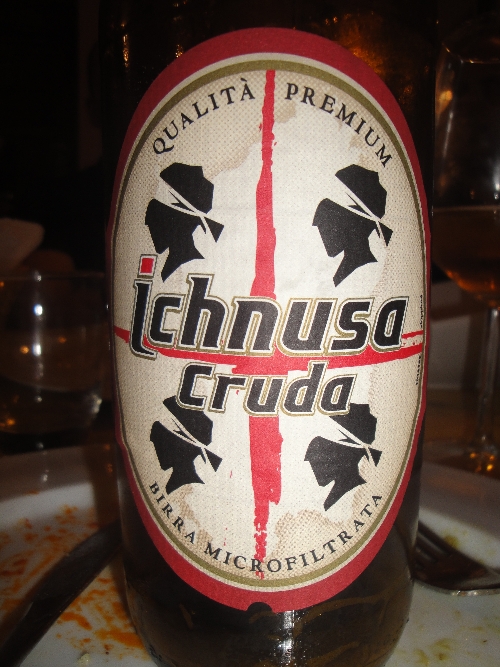 QUALITÀ PREMIUM
ichnusa
cruda
BIRRA MICROFILTRATA